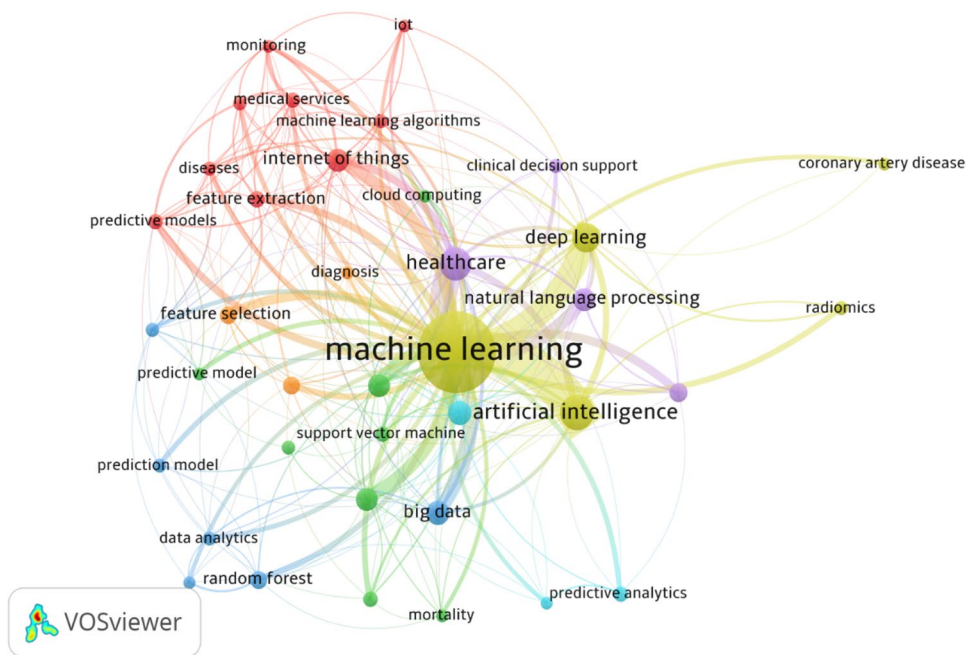 iot
monitoring
medical services
machine learning algorithms
internet of things
clinical decision support
coronary artery disease
diseases
feature extraction
cloud computing
predictive models
deep learning
healthcare
diagnosis
natural language processing
feature selection
radiomics
machine learning
predictive model
artificial intelligence
support vector machine
prediction model
big data
data analytics
random forest
predictive analytics
mortality
VOSviewer